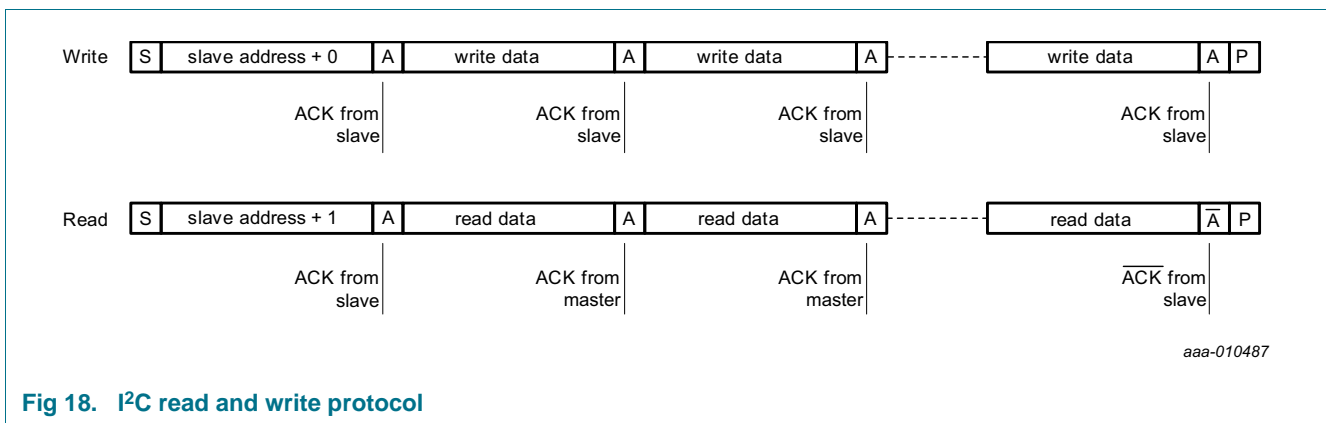 Write S slave address + 0 A write data A write data A write data A P
ACK from ACK from ACK from ACK from
slave slave slave slave
Read S slave address + 1 A read data A read data A read data A̅ P
ACK from ACK from ACK from A̅C̅K̅ from
slave master master slave
aaa-010487
Fig 18. I²C read and write protocol